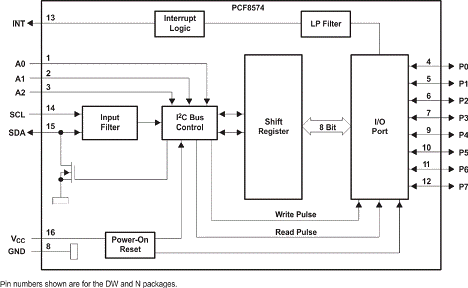 PCF8574
INT 13
Interrupt Logic
LP Filter
A0 1
A1 2
A2 3
SCL 14
SDA 15
Input Filter
I²C Bus Control
Shift Register
8 Bit
I/O Port
4 P0
5 P1
6 P2
7 P3
9 P4
10 P5
11 P6
12 P7
Write Pulse
Read Pulse
VCC 16
GND 8
Power-On Reset
Pin numbers shown are for the DW and N packages.